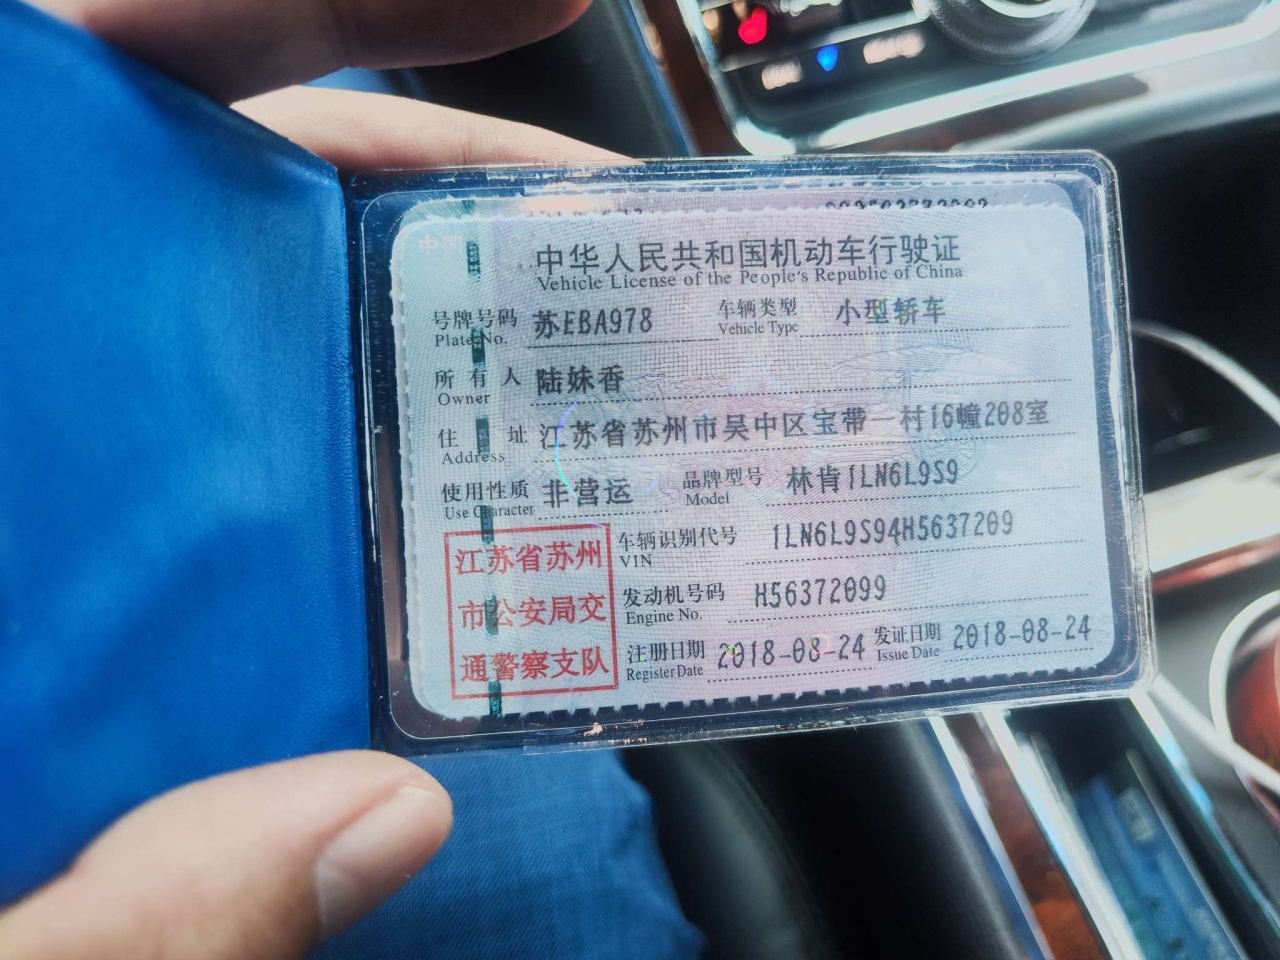 中华人民共和国机动车行驶证
Vehicle License of the People's Republic of China
号牌号码 苏EBA978 车辆类型 小型轿车
Plate No. Vehicle Type
所有人 陆妹香
Owner
住址 江苏省苏州市吴中区宝带一村16幢208室
Address
使用性质 非营运 品牌型号 林肯1LN6L9S9
Use Character Model
江苏省苏州
市公安局交
通警察支队
车辆识别代号 1LN6L9S94H5637209
VIN
发动机号码 H56372099
Engine No.
注册日期 2018-08-24 发证日期 2018-08-24
Register Date Issue Date